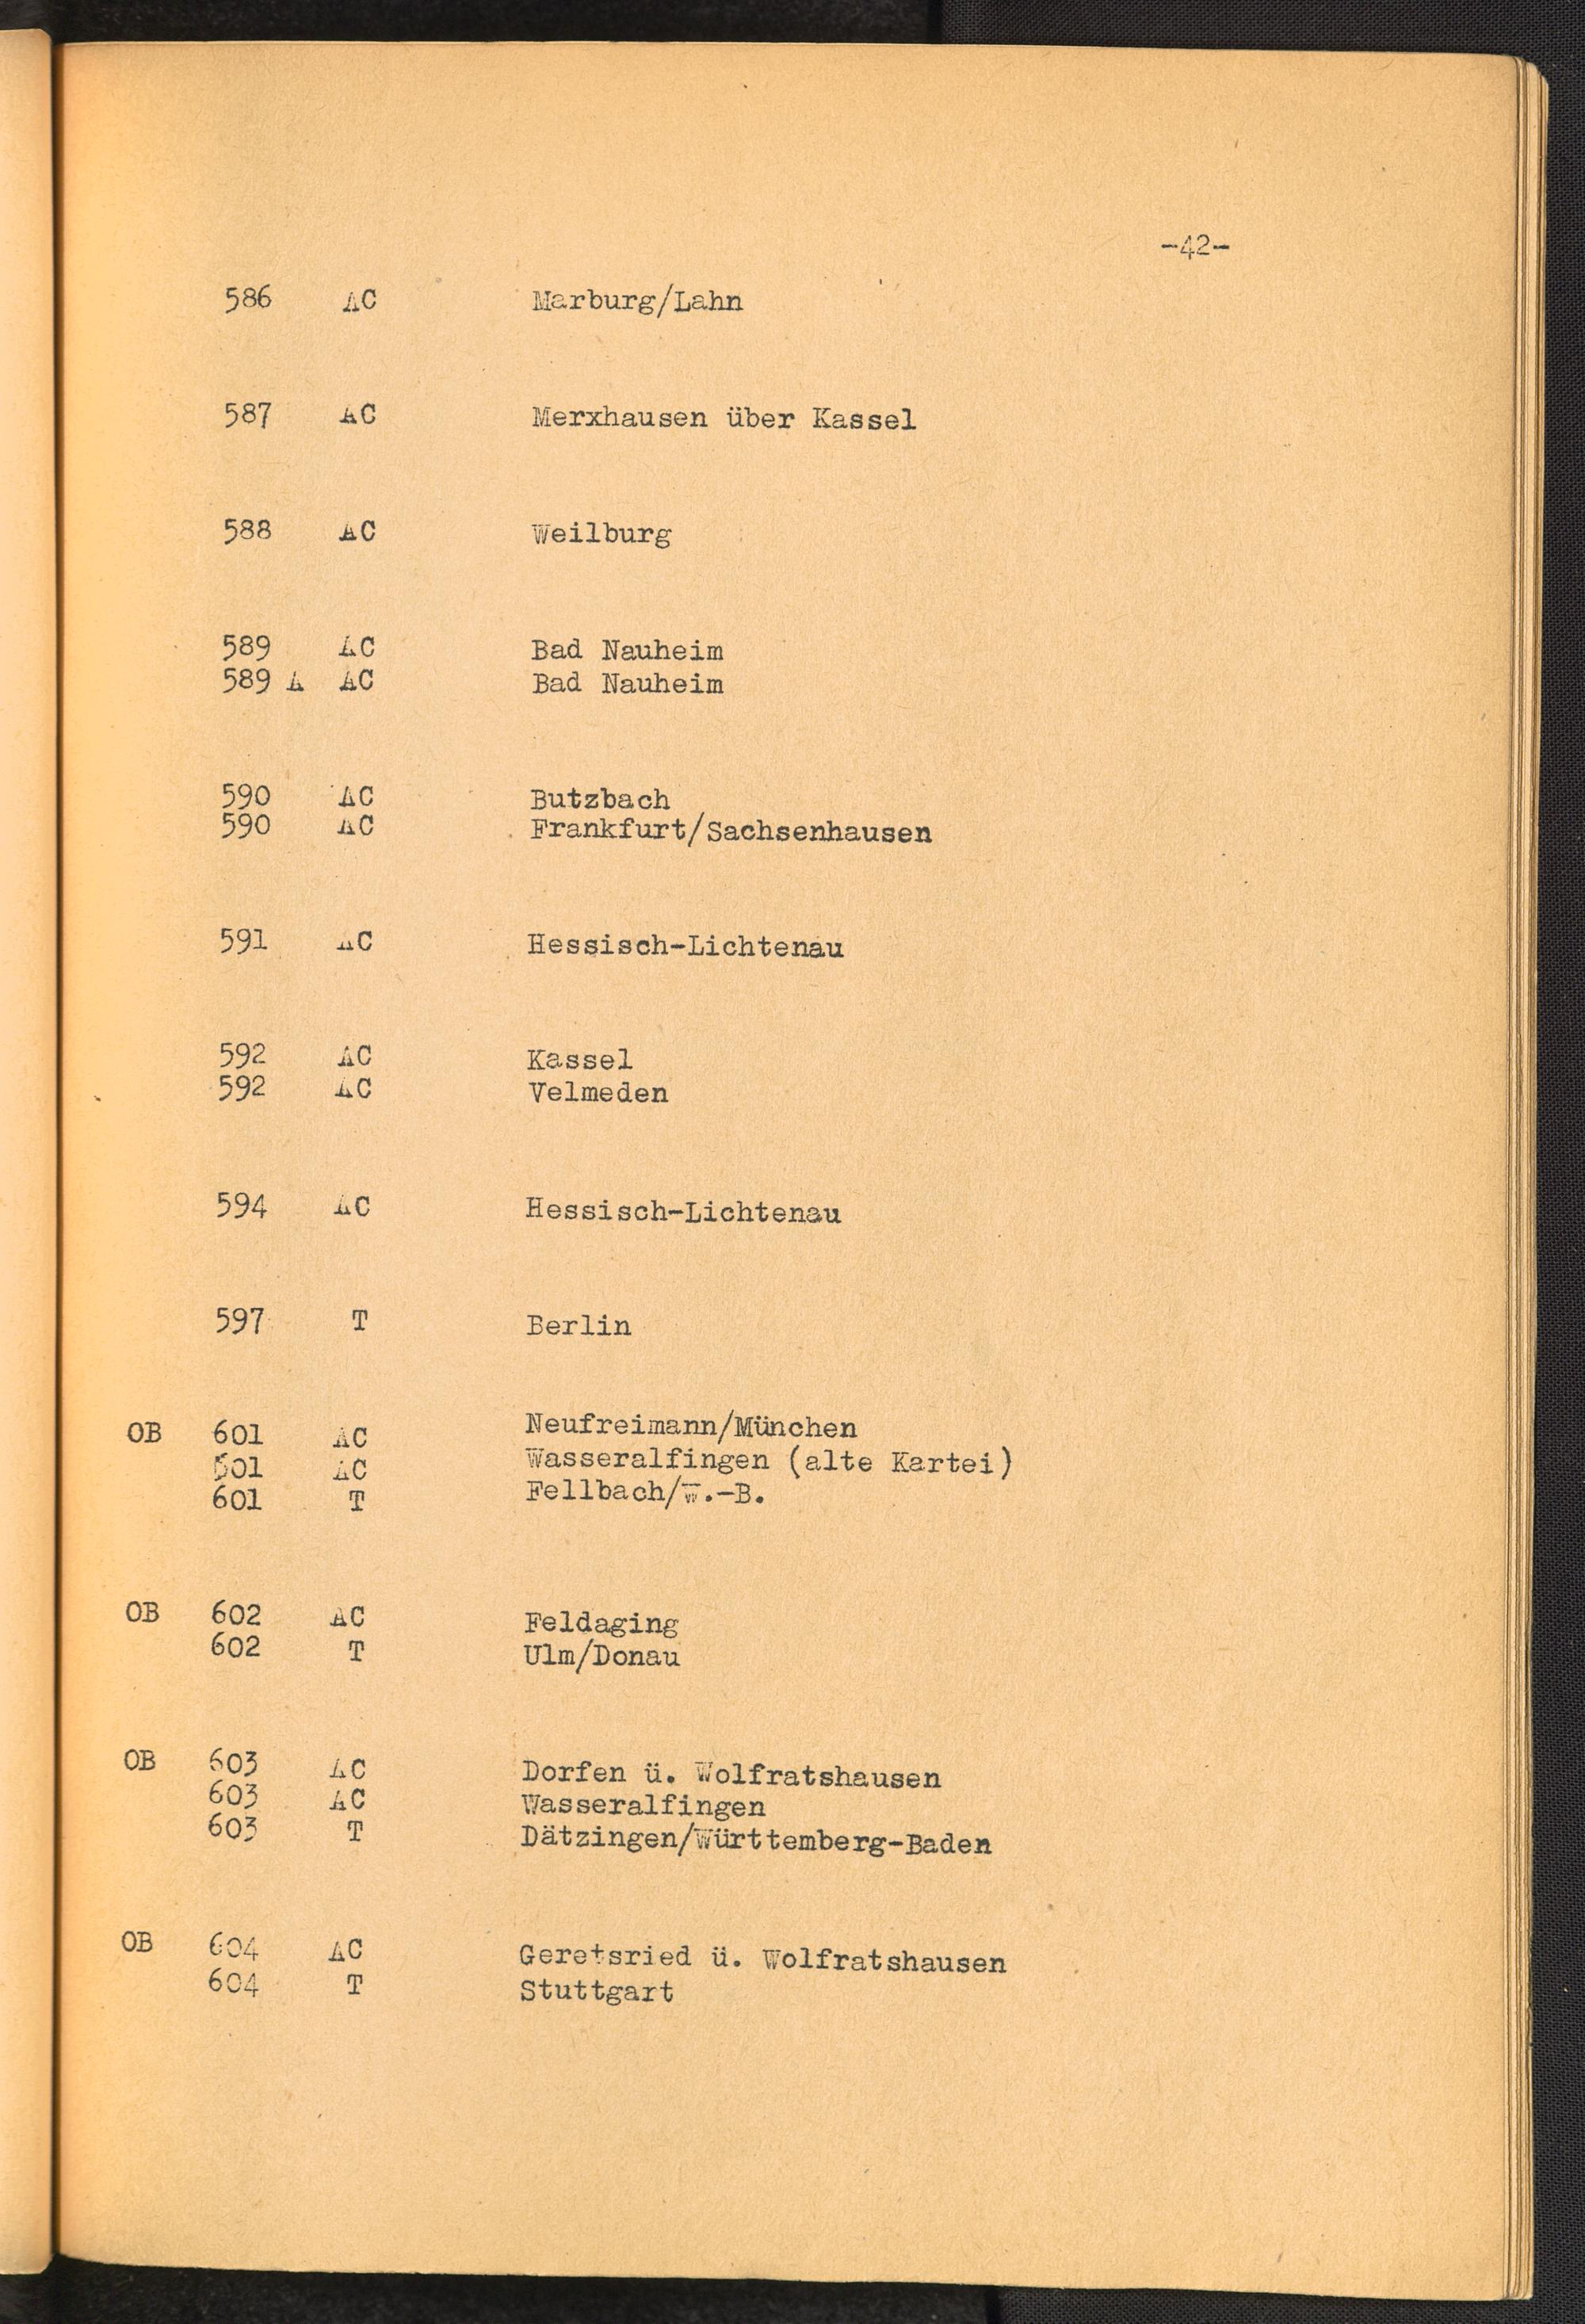 -42-
586 AC Marburg/Lahn
587 AC Merxhausen über Kassel
588 AC Weilburg
589 AC Bad Nauheim
589 A AC Bad Nauheim
590 AC Butzbach
590 AC Frankfurt/Sachsenhausen
591 AC Hessisch-Lichtenau
592 AC Kassel
592 AC Velmeden
594 AC Hessisch-Lichtenau
597 T Berlin
OB 601 AC Neufreimann/München
601 AC Wasseralfingen (alte Kartei)
601 T Fellbach/W.-B.
OB 602 AC Feldaging
602 T Ulm/Donau
OB 603 AC Dorfen ü. Wolfratshausen
603 AC Wasseralfingen
603 T Dätzingen/Württemberg-Baden
OB 604 AC Geretsried ü. Wolfratshausen
604 T Stuttgart